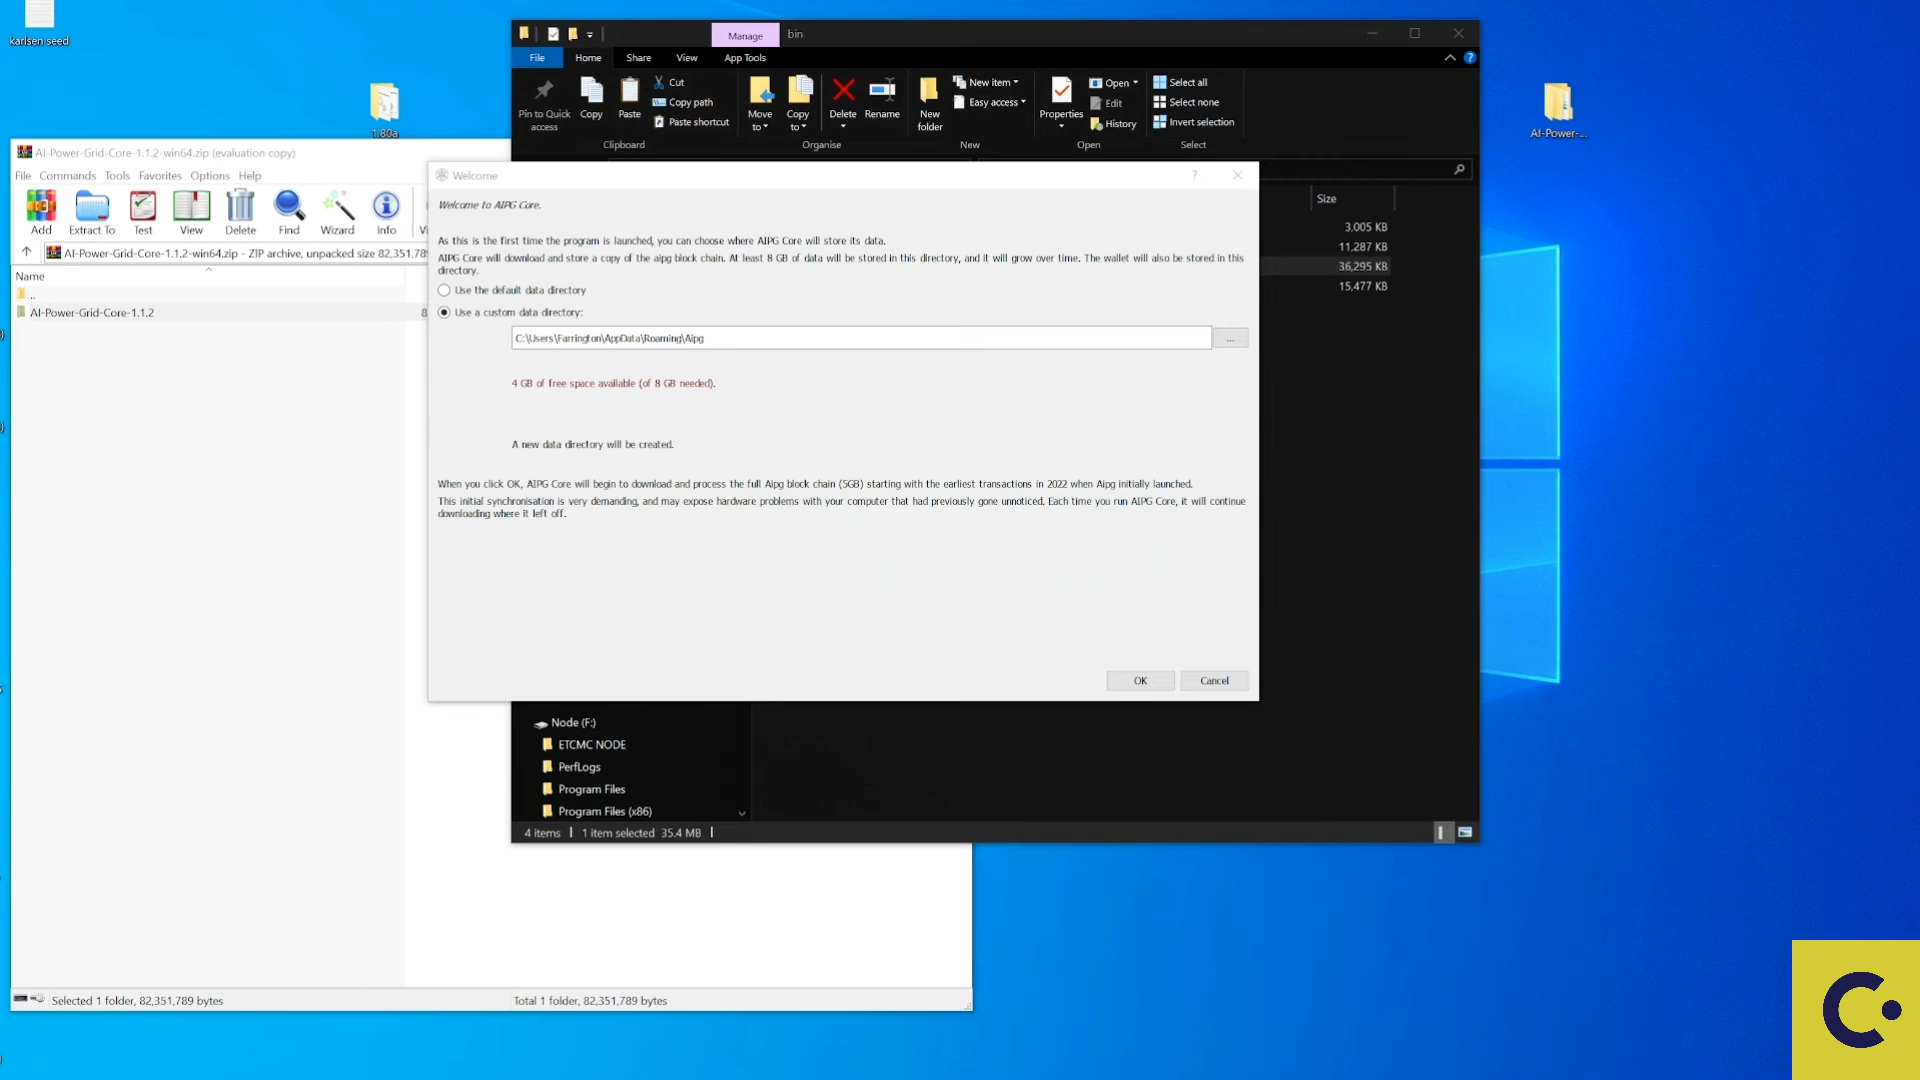 karlsen seed
1.80a
AI-Power-...
Manage
bin
File
Home
Share
View
App Tools
Pin to Quick access
Copy
Paste
Cut
Copy path
Paste shortcut
Move to
Copy to
Delete
Rename
New folder
New item
Easy access
Properties
Open
Edit
History
Select all
Select none
Invert selection
Clipboard
Organise
New
Open
Select
AI-Power-Grid-Core-1.1.2-win64.zip (evaluation copy)
File Commands Tools Favorites Options Help
Add
Extract To
Test
View
Delete
Find
Wizard
Info
AI-Power-Grid-Core-1.1.2-win64.zip - ZIP archive, unpacked size 82,351,789
Name
..
AI-Power-Grid-Core-1.1.2
8
Selected 1 folder, 82,351,789 bytes
Total 1 folder, 82,351,789 bytes
Size
3,005 KB
11,287 KB
36,295 KB
15,477 KB
Welcome
?
Welcome to AIPG Core.
As this is the first time the program is launched, you can choose where AIPG Core will store its data.
AIPG Core will download and store a copy of the aipg block chain. At least 8 GB of data will be stored in this directory, and it will grow over time. The wallet will also be stored in this
directory.
Use the default data directory
Use a custom data directory:
C:\Users\Farrington\AppData\Roaming\Aipg
...
4 GB of free space available (of 8 GB needed).
A new data directory will be created.
When you click OK, AIPG Core will begin to download and process the full Aipg block chain (5GB) starting with the earliest transactions in 2022 when Aipg initially launched.
This initial synchronisation is very demanding, and may expose hardware problems with your computer that had previously gone unnoticed. Each time you run AIPG Core, it will continue
downloading where it left off.
OK
Cancel
Node (F:)
ETCMC NODE
PerfLogs
Program Files
Program Files (x86)
4 items
1 item selected 35.4 MB